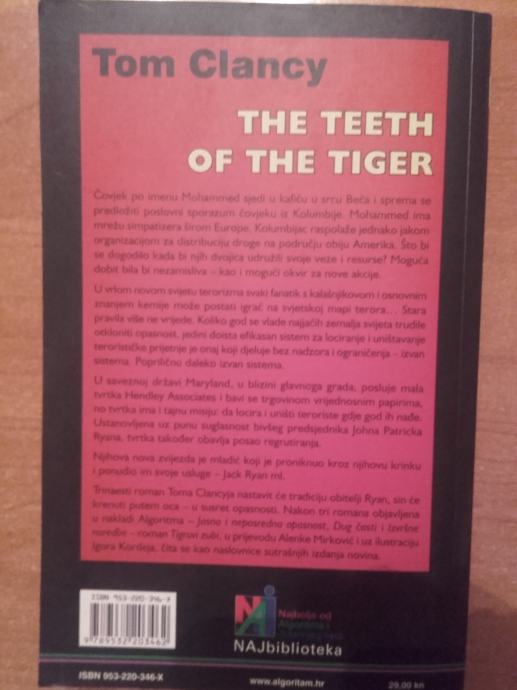 Tom Clancy
THE TEETH
OF THE TIGER
Čovjek po imenu Mohammed sjedi u kafiću u srcu Beča i sprema se
predložiti poslovni sporazum čovjeku iz Kolumbije. Mohammed ima
mrežu simpatizera širom Europe. Kolumbijac raspolaže jednako jakom
organizacijom za distribuciju droge na području obiju Amerika. Što bi
se dogodilo kada bi njih dvojica udružili svoje veze i resurse? Moguća
dobit bila bi nezamisliva – kao i mogući okvir za nove akcije.
U vrlom novom svijetu terorizma svaki fanatik s kalašnjikovom i osnovnim
znanjem kemije može postati igrač na svjetskoj mapi terora... Stara
pravila više ne vrijede. Koliko god se vlade najjačih zemalja svijeta trudile
otkloniti opasnost, jedini doista efikasan sistem za lociranje i uništavanje
terorističke prijetnje je onaj koji djeluje bez nadzora i ograničenja – izvan
sistema. Poprilično daleko izvan sistema.
U saveznoj državi Maryland, u blizini glavnoga grada, posluje mala
tvrtka Hendley Associates i bavi se trgovinom vrijednosnim papirima,
no tvrtka ima i tajnu misiju: da locira i uništi teroriste gdje god ih nađe.
Ustanovljena uz punu suglasnost bivšeg predsjednika Johna Patricka
Ryana, tvrtka također obavlja posao regrutiranja.
Njihova nova zvijezda je mladić koji je proniknuo kroz njihovu krinku
i ponudio im svoje usluge – Jack Ryan ml.
Trinaesti roman Toma Clancyja nastavit će tradiciju obitelji Ryan, sin će
krenuti putem oca – u susret opasnosti. Nakon tri romana objavljena
u nakladi Algoritma – Jasna i neposredna opasnost, Dug časti i Izvršne
naredbe – roman Tigrovi zubi, u prijevodu Alenke Mirković i uz ilustraciju
Igora Kordeja, čita se kao naslovnice sutrašnjih izdanja novina.
ISBN 953-220-346-X
9 789532 203462
NAJ
Najbolje od
Algoritma i
NAJbiblioteka
ISBN 953-220-346-X
www.algoritam.hr
29,00 kn